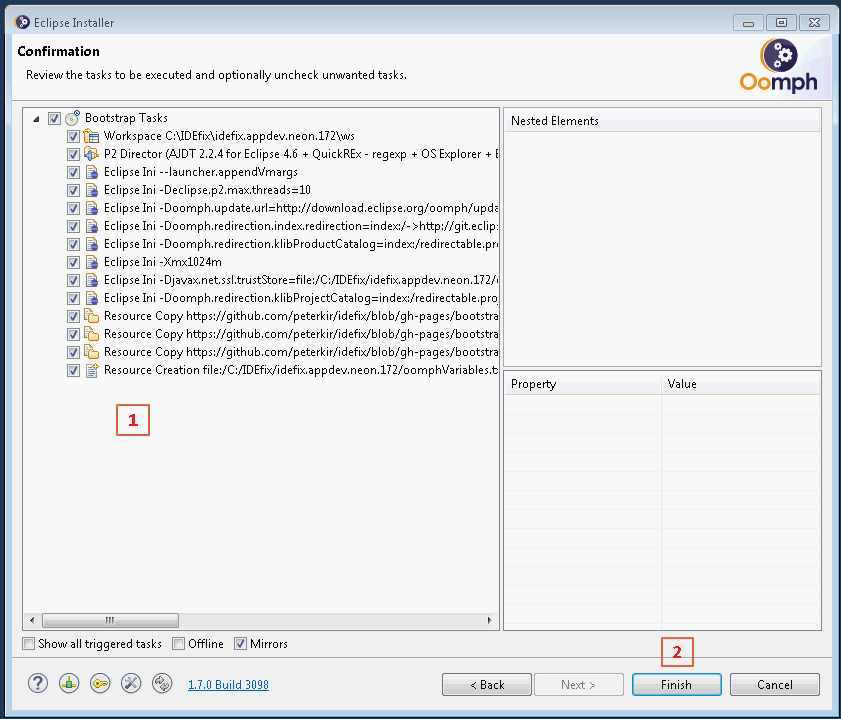 Eclipse Installer
Confirmation
Review the tasks to be executed and optionally uncheck unwanted tasks.
Oomph
Bootstrap Tasks
Workspace C:\IDEfix\idefix.appdev.neon.172\ws
P2 Director (AJDT 2.2.4 for Eclipse 4.6 + QuickREx - regexp + OS Explorer + E
Eclipse Ini --launcher.appendVmargs
Eclipse Ini -Declipse.p2.max.threads=10
Eclipse Ini -Doomph.update.url=http://download.eclipse.org/oomph/upda
Eclipse Ini -Doomph.redirection.index.redirection=index:/->http://git.eclip
Eclipse Ini -Doomph.redirection.klibProductCatalog=index:/redirectable.pro
Eclipse Ini -Xmx1024m
Eclipse Ini -Djavax.net.ssl.trustStore=file:/C:/IDEfix/idefix.appdev.neon.172/
Eclipse Ini -Doomph.redirection.klibProjectCatalog=index:/redirectable.proj
Resource Copy https://github.com/peterkir/idefix/blob/gh-pages/bootstra
Resource Copy https://github.com/peterkir/idefix/blob/gh-pages/bootstra
Resource Copy https://github.com/peterkir/idefix/blob/gh-pages/bootstra
Resource Creation file:/C:/IDEfix/idefix.appdev.neon.172/oomphVariables.t
1
Nested Elements
Property Value
Show all triggered tasks Offline Mirrors
2
1.7.0 Build 3098
< Back Next > Finish Cancel